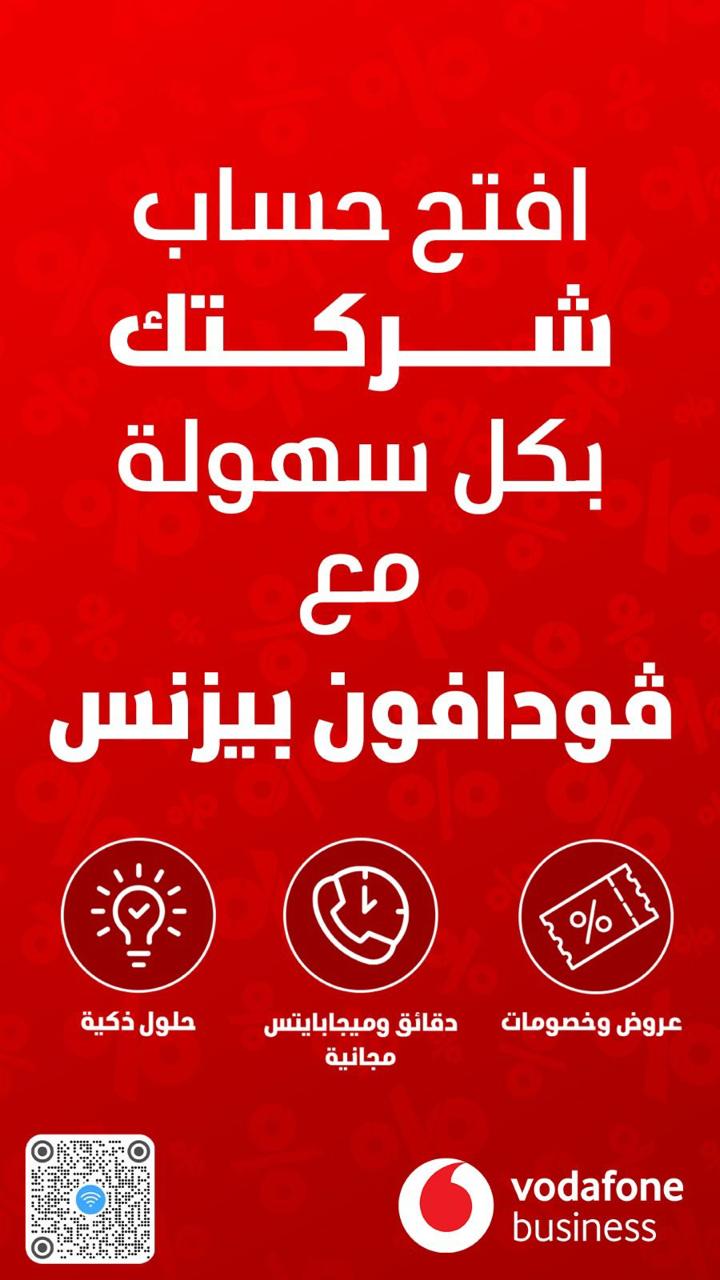 افتح حساب
شركتك
بكل سهولة
مع
ڤودافون بيزنس
عروض وخصومات
دقائق وميجابايتس
مجانية
حلول ذكية
vodafone
business